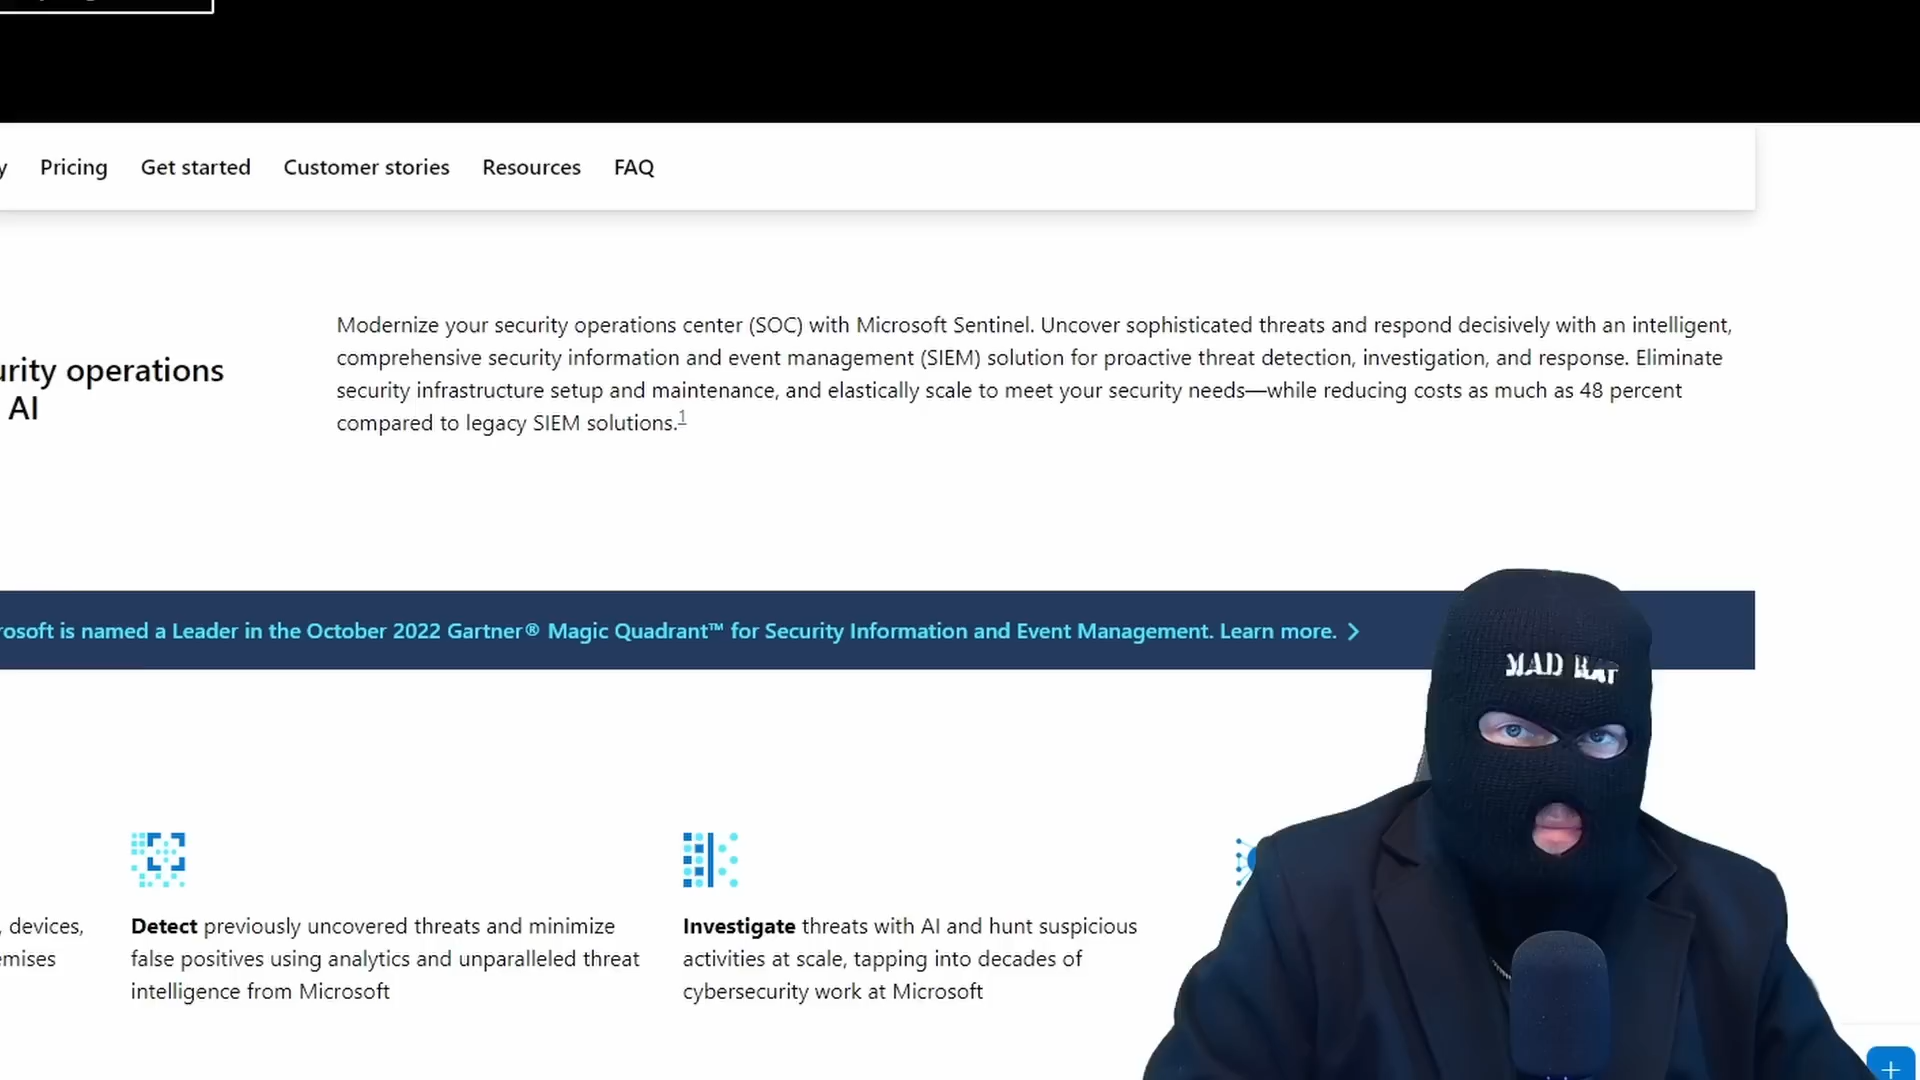 Pricing Get started Customer stories Resources FAQ
Modernize your security operations center (SOC) with Microsoft Sentinel. Uncover sophisticated threats and respond decisively with an intelligent,
comprehensive security information and event management (SIEM) solution for proactive threat detection, investigation, and response. Eliminate
security infrastructure setup and maintenance, and elastically scale to meet your security needs—while reducing costs as much as 48 percent
compared to legacy SIEM solutions.1
urity operations
AI
rosoft is named a Leader in the October 2022 Gartner® Magic Quadrant™ for Security Information and Event Management. Learn more.
MAD HAT
, devices,
emises
Detect previously uncovered threats and minimize
false positives using analytics and unparalleled threat
intelligence from Microsoft
Investigate threats with AI and hunt suspicious
activities at scale, tapping into decades of
cybersecurity work at Microsoft